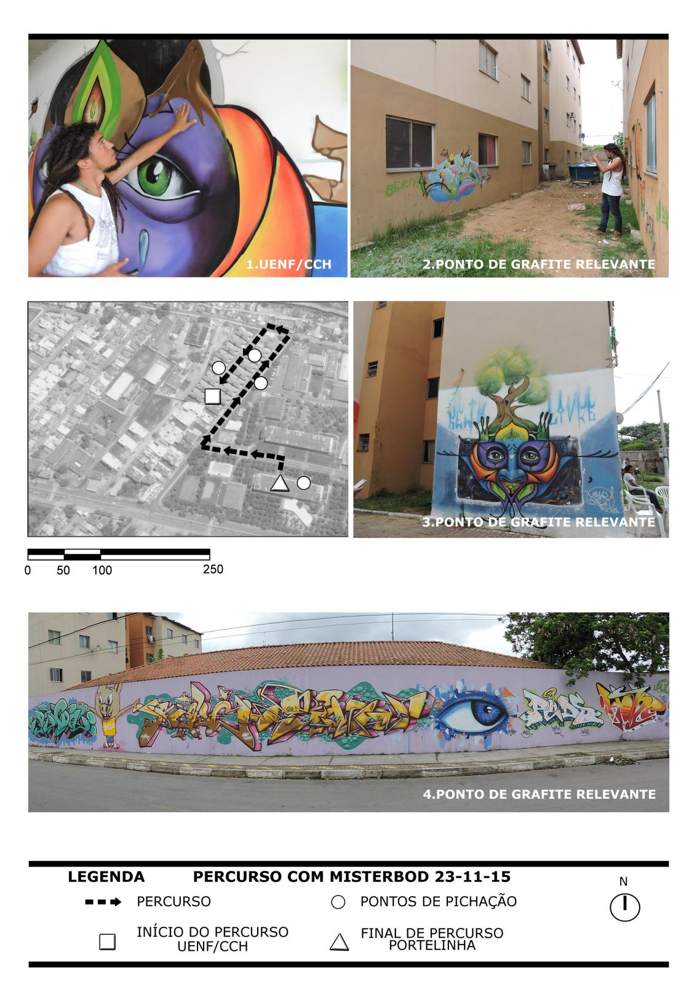 1.UENF/CCH
BERN
2.PONTO DE GRAFITE RELEVANTE
LIVRE
3.PONTO DE GRAFITE RELEVANTE
0 50 100 250
4.PONTO DE GRAFITE RELEVANTE
LEGENDA PERCURSO COM MISTERBOD 23-11-15
N
PERCURSO
PONTOS DE PICHAÇÃO
INÍCIO DO PERCURSO
UENF/CCH
FINAL DE PERCURSO
PORTELINHA